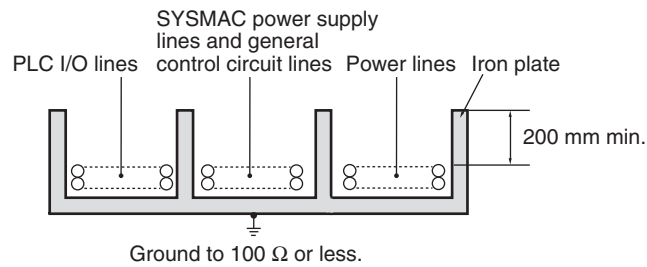 SYSMAC power supply
lines and general
PLC I/O lines control circuit lines Power lines Iron plate
200 mm min.
Ground to 100 Ω or less.